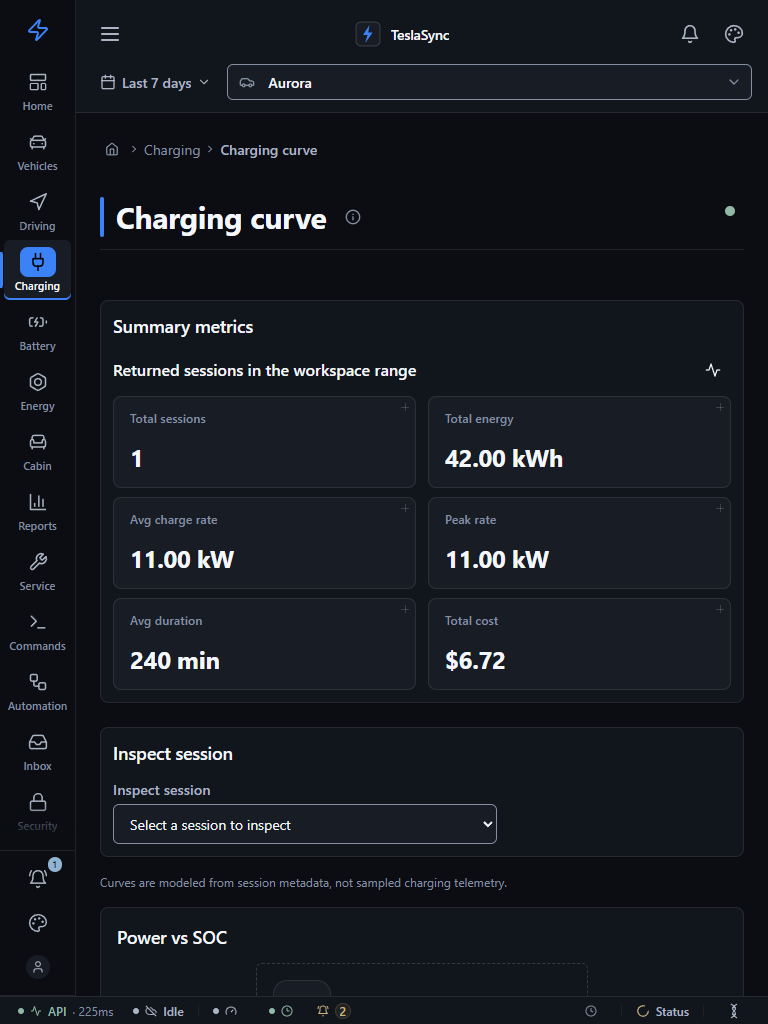 TeslaSync
Last 7 days
Aurora
Home
Vehicles
Driving
Charging
Battery
Energy
Cabin
Reports
Service
Commands
Automation
Inbox
Security
1
Charging
Charging curve
Charging curve
Summary metrics
Returned sessions in the workspace range
Total sessions
1
Total energy
42.00 kWh
Avg charge rate
11.00 kW
Peak rate
11.00 kW
Avg duration
240 min
Total cost
$6.72
Inspect session
Inspect session
Select a session to inspect
Curves are modeled from session metadata, not sampled charging telemetry.
Power vs SOC
API · 225ms
Idle
2
Status